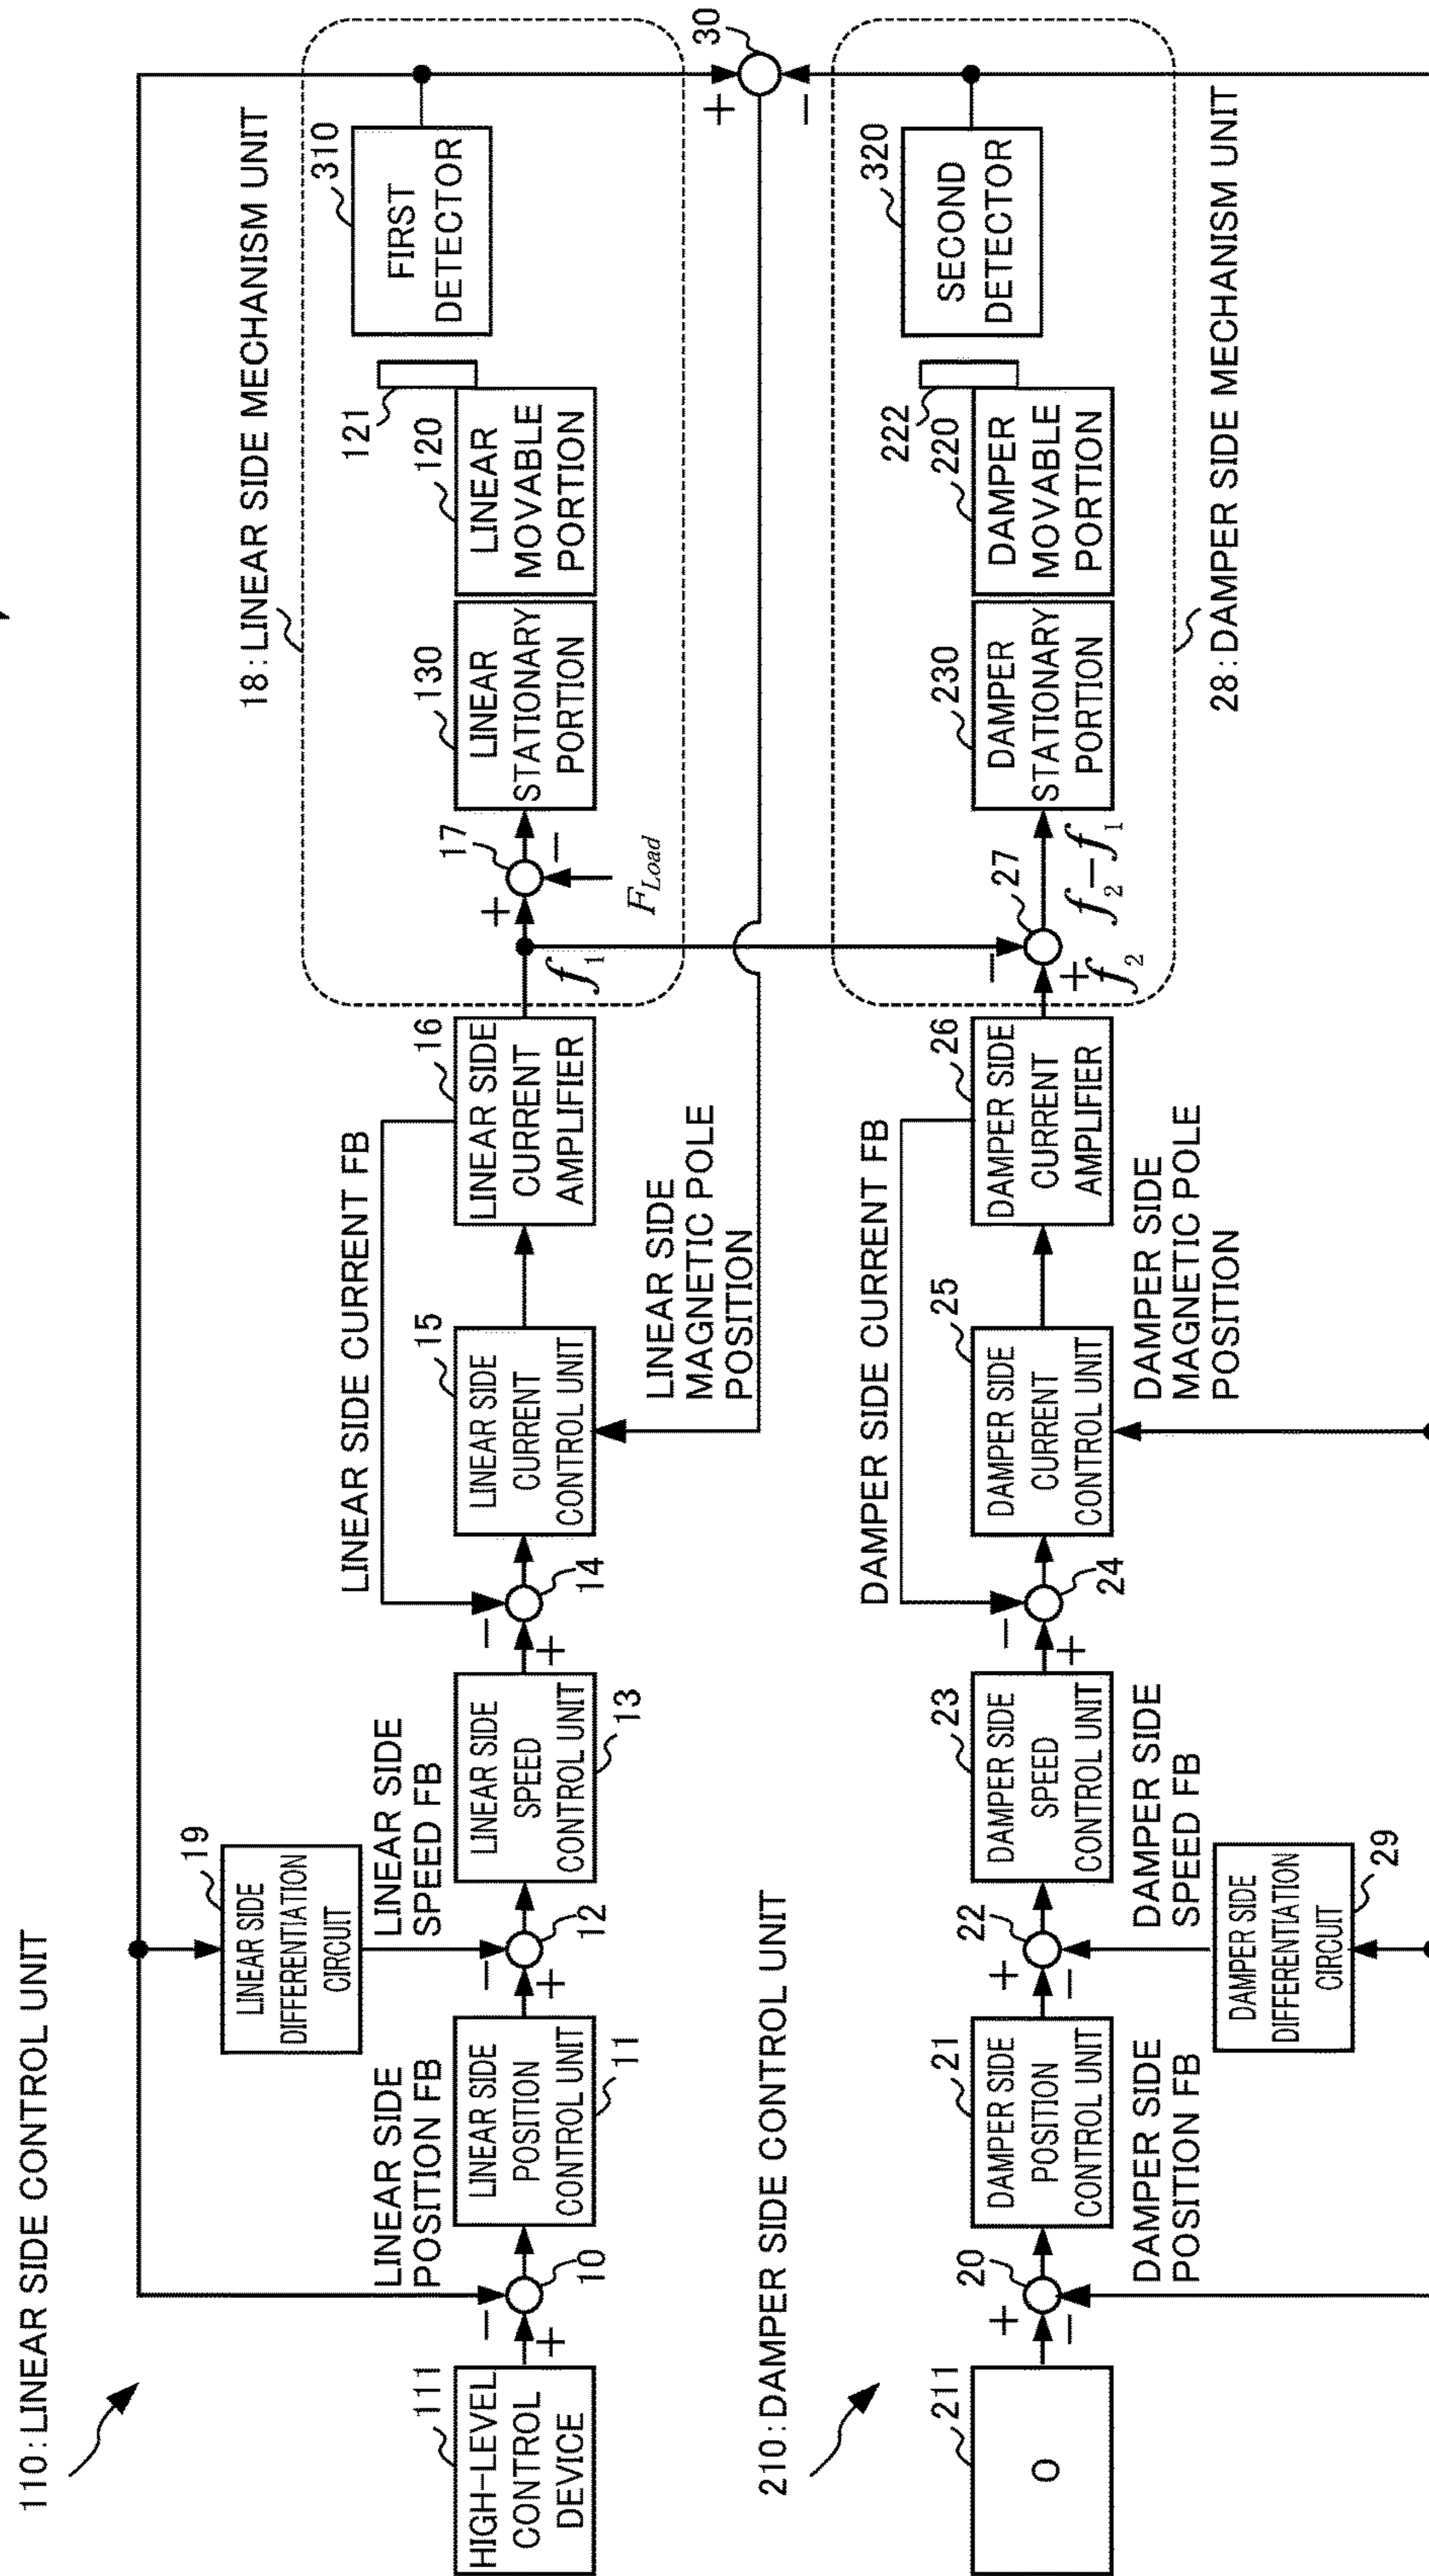 110:LINEAR SIDE CONTROL UNIT
111
HIGH-LEVEL
CONTROL
DEVICE
+
−
10
LINEAR SIDE
POSITION FB
LINEAR SIDE
POSITION
CONTROL UNIT
11
19
LINEAR SIDE
DIFFERENTIATION
CIRCUIT
+
−
12
LINEAR SIDE
SPEED FB
LINEAR SIDE
SPEED
CONTROL UNIT
13
+
−
14
LINEAR SIDE CURRENT FB
15
LINEAR SIDE
CURRENT
CONTROL UNIT
LINEAR SIDE
MAGNETIC POLE
POSITION
16
LINEAR SIDE
CURRENT
AMPLIFIER
18:LINEAR SIDE MECHANISM UNIT
f1
+
−
17
FLoad
130
LINEAR
STATIONARY
PORTION
120
LINEAR
MOVABLE
PORTION
121
310
FIRST
DETECTOR
30
+
−
210:DAMPER SIDE CONTROL UNIT
211
0
+
−
20
DAMPER SIDE
POSITION FB
21
DAMPER SIDE
POSITION
CONTROL UNIT
+
−
22
DAMPER SIDE
SPEED FB
DAMPER SIDE
DIFFERENTIATION
CIRCUIT
29
23
DAMPER SIDE
SPEED
CONTROL UNIT
+
−
24
DAMPER SIDE CURRENT FB
25
DAMPER SIDE
CURRENT
CONTROL UNIT
DAMPER SIDE
MAGNETIC POLE
POSITION
26
DAMPER SIDE
CURRENT
AMPLIFIER
+
−
f2
27
f2−f1
230
DAMPER
STATIONARY
PORTION
220
DAMPER
MOVABLE
PORTION
222
320
SECOND
DETECTOR
28:DAMPER SIDE MECHANISM UNIT